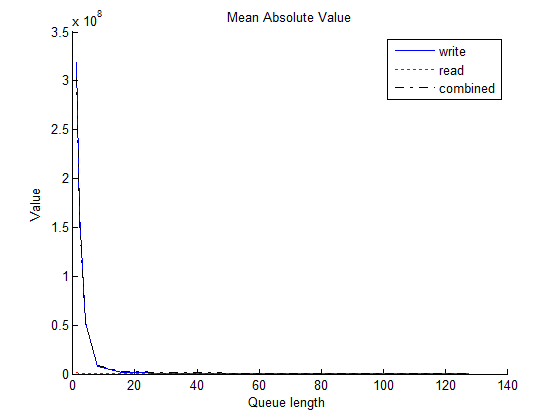 Mean Absolute Value
x 10^8
3.5
3
2.5
2
1.5
1
0.5
0
Value
write
read
combined
0 20 40 60 80 100 120 140
Queue length